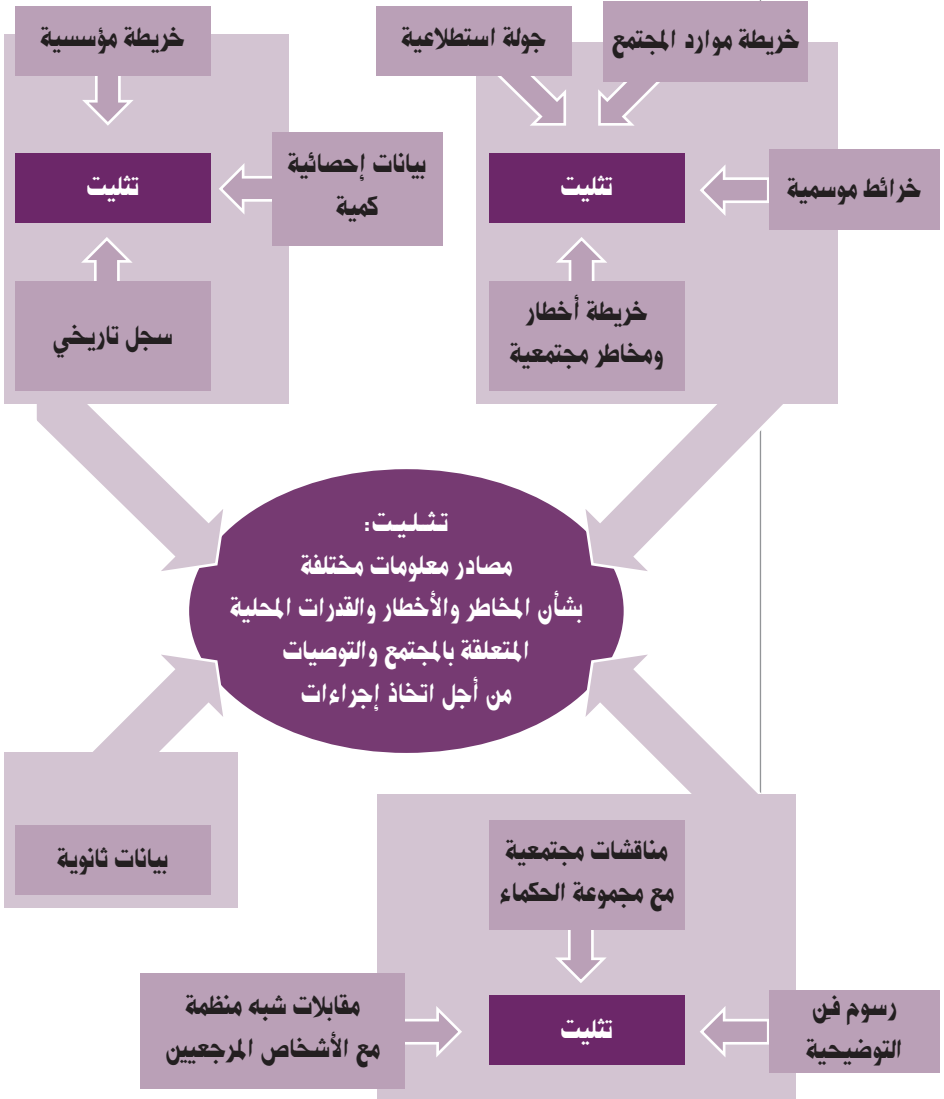 خريطة موارد المجتمع
جولة استطلاعية
خرائط موسمية
تثليت
خريطة أخطار
ومخاطر مجتمعية
خريطة مؤسسية
بيانات إحصائية
كمية
تثليت
سجل تاريخي
تثليت:
مصادر معلومات مختلفة
بشأن المخاطر والأخطار والقدرات المحلية
المتعلقة بالمجتمع والتوصيات
من أجل اتخاذ إجراءات
بيانات ثانوية
مناقشات مجتمعية
مع مجموعة الحكماء
رسوم فن
التوضيحية
تثليت
مقابلات شبه منظمة
مع الأشخاص المرجعيين